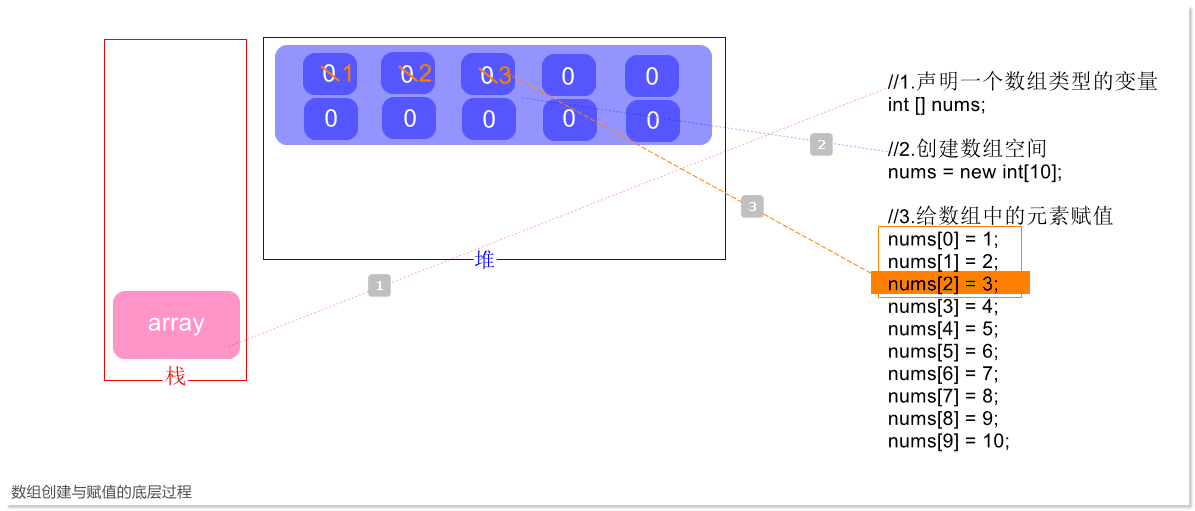 0 1 0 2 0 3 0 0
0 0 0 0 0
堆
array
栈
1
2
3
//1.声明一个数组类型的变量
int [] nums;
//2.创建数组空间
nums = new int[10];
//3.给数组中的元素赋值
nums[0] = 1;
nums[1] = 2;
nums[2] = 3;
nums[3] = 4;
nums[4] = 5;
nums[5] = 6;
nums[6] = 7;
nums[7] = 8;
nums[8] = 9;
nums[9] = 10;
数组创建与赋值的底层过程